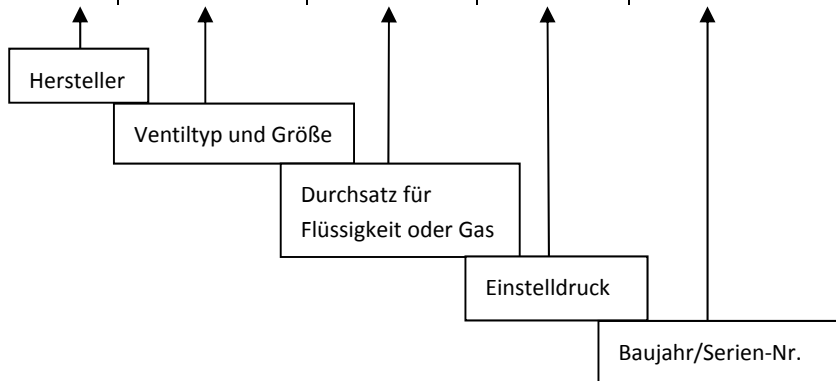 Hersteller
Ventiltyp und Größe
Durchsatz für
Flüssigkeit oder Gas
Einstelldruck
Baujahr/Serien-Nr.